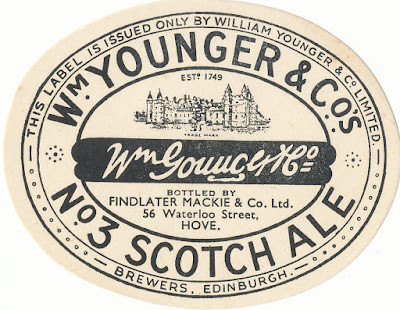 — THIS LABEL IS ISSUED ONLY BY WILLIAM YOUNGER & Co LIMITED. —
WM YOUNGER & Co's
ESTD 1749
TRADE MARK
Wm Younger & Co
BOTTLED BY
FINDLATER MACKIE & Co. Ltd.
56 Waterloo Street,
HOVE.
No 3 SCOTCH ALE
— BREWERS, EDINBURGH. —